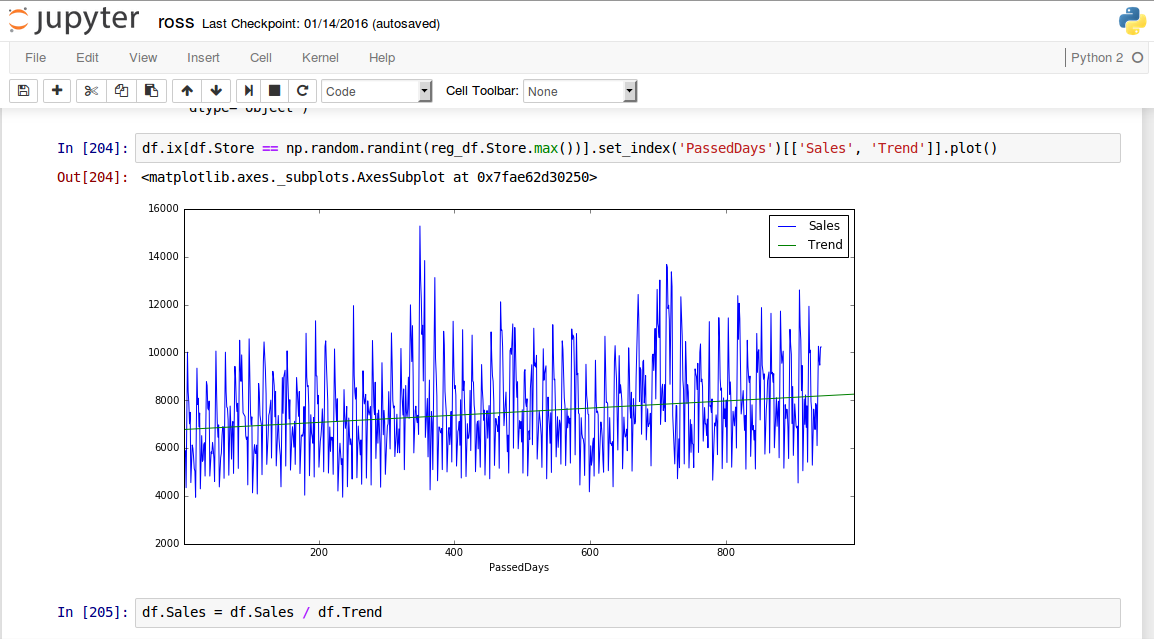 jupyter ross Last Checkpoint: 01/14/2016 (autosaved)
File Edit View Insert Cell Kernel Help Python 2
Code Cell Toolbar: None
dtype='object')
In [204]: df.ix[df.Store == np.random.randint(reg_df.Store.max())].set_index('PassedDays')[['Sales', 'Trend']].plot()
Out[204]: <matplotlib.axes._subplots.AxesSubplot at 0x7fae62d30250>
16000
Sales
Trend
14000
12000
10000
8000
6000
4000
2000
200 400 600 800
PassedDays
In [205]: df.Sales = df.Sales / df.Trend